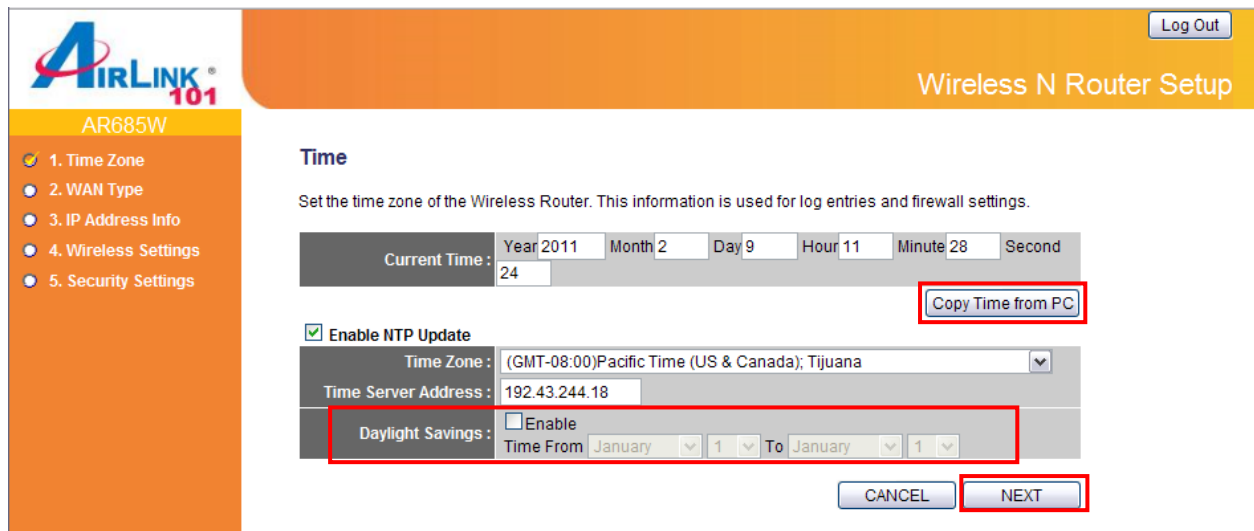 Log Out
AIRLINK ®
101
Wireless N Router Setup
AR685W
1. Time Zone
2. WAN Type
3. IP Address Info
4. Wireless Settings
5. Security Settings
Time
Set the time zone of the Wireless Router. This information is used for log entries and firewall settings.
Current Time : Year 2011 Month 2 Day 9 Hour 11 Minute 28 Second
24
Copy Time from PC
Enable NTP Update
Time Zone : (GMT-08:00)Pacific Time (US & Canada); Tijuana
Time Server Address : 192.43.244.18
Daylight Savings : Enable
Time From January 1 To January 1
CANCEL NEXT